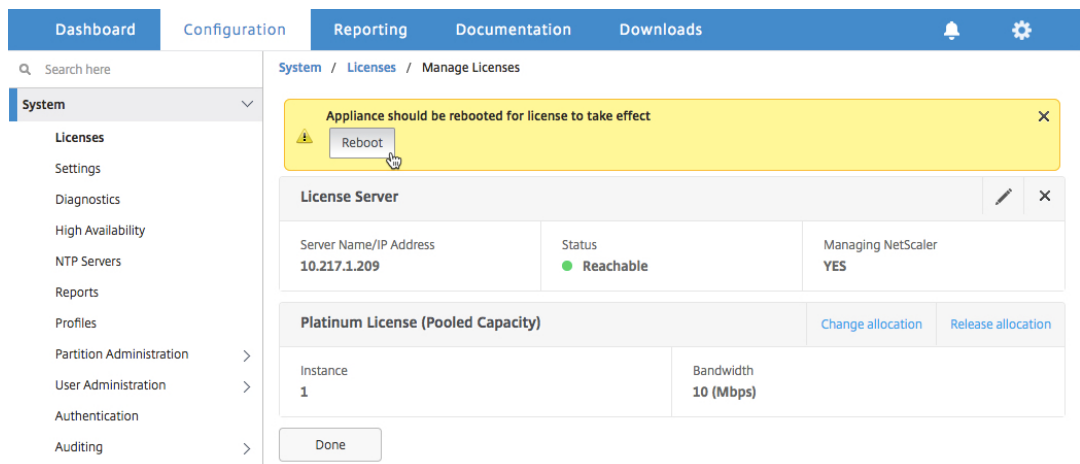 Dashboard Configuration Reporting Documentation Downloads
Search here
System / Licenses / Manage Licenses
System
Licenses
Settings
Diagnostics
High Availability
NTP Servers
Reports
Profiles
Partition Administration
User Administration
Authentication
Auditing
Appliance should be rebooted for license to take effect
Reboot
License Server
Server Name/IP Address Status Managing NetScaler
10.217.1.209 Reachable YES
Platinum License (Pooled Capacity) Change allocation Release allocation
Instance Bandwidth
1 10 (Mbps)
Done